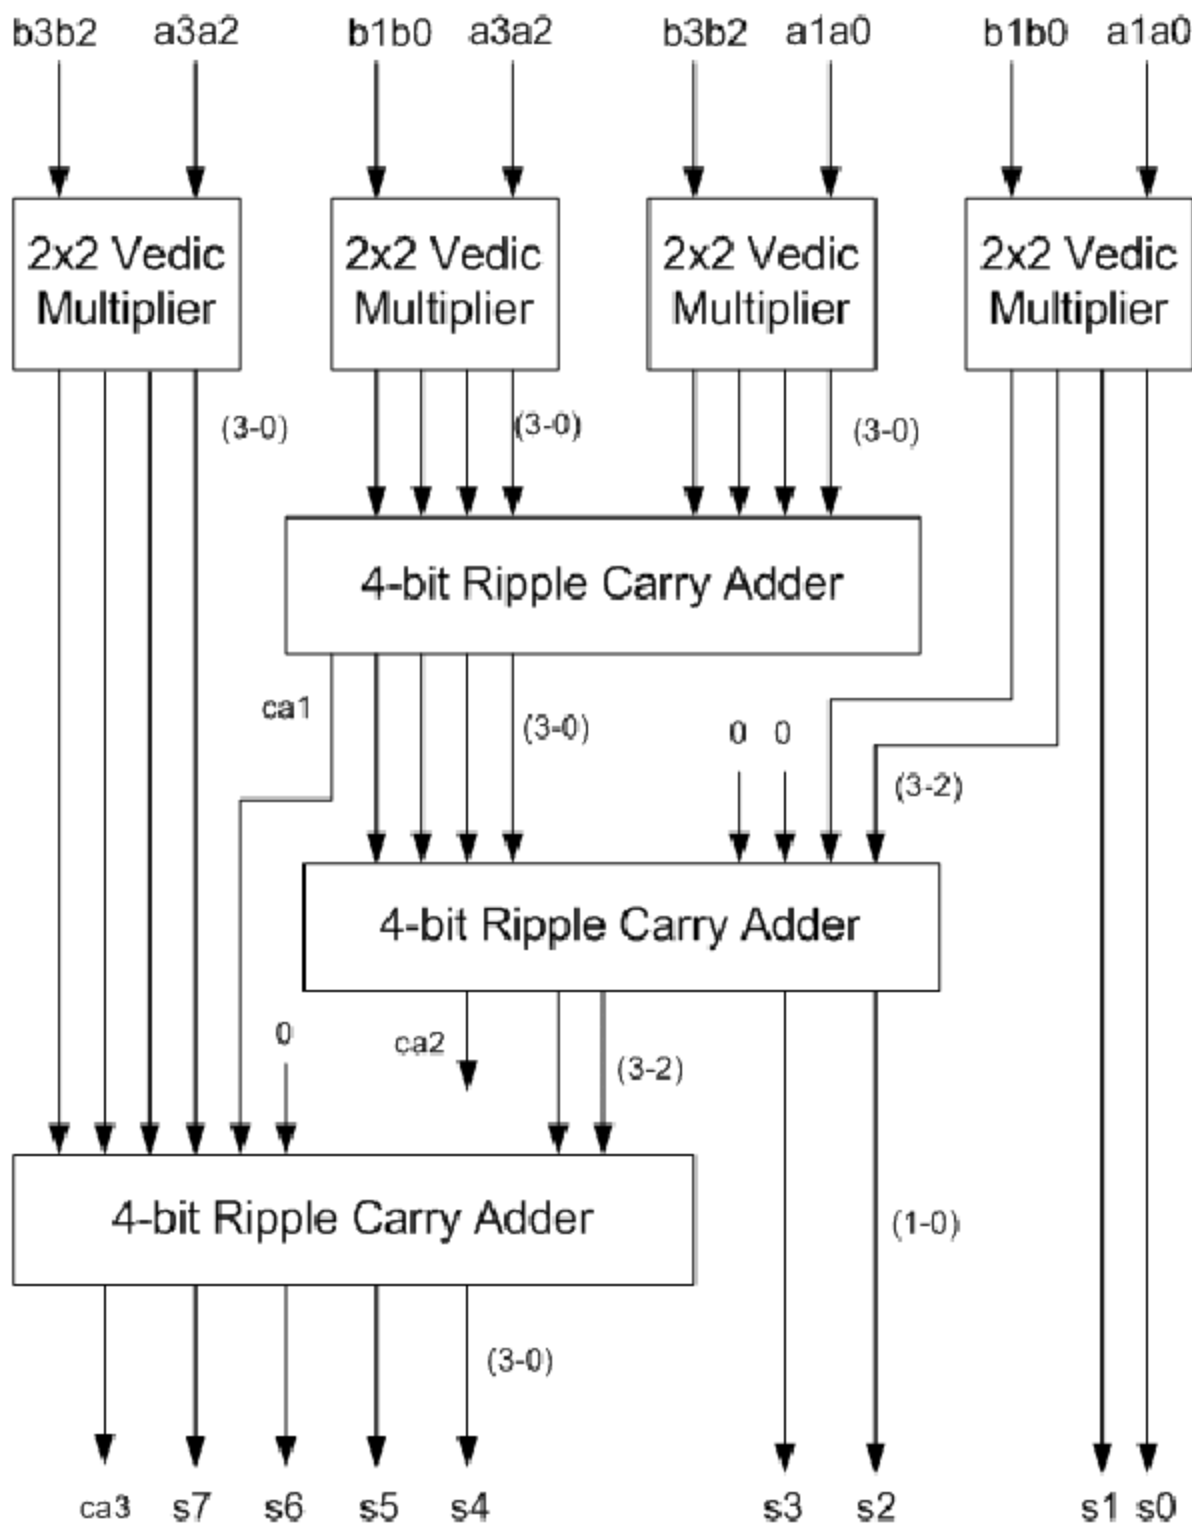 b3b2 a3a2 b1b0 a3a2 b3b2 a1a0 b1b0 a1a0
2x2 Vedic
Multiplier
2x2 Vedic
Multiplier
2x2 Vedic
Multiplier
2x2 Vedic
Multiplier
(3-0) (3-0) (3-0)
4-bit Ripple Carry Adder
ca1
(3-0)
0 0
(3-2)
4-bit Ripple Carry Adder
0
ca2
(3-2)
4-bit Ripple Carry Adder
(1-0)
(3-0)
ca3 s7 s6 s5 s4 s3 s2 s1 s0